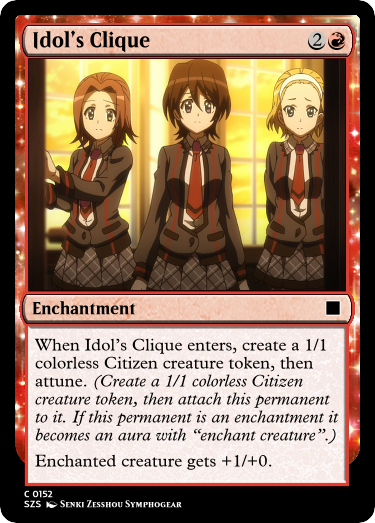 Idol's Clique 2
Enchantment
When Idol's Clique enters, create a 1/1
colorless Citizen creature token, then
attune. (Create a 1/1 colorless Citizen
creature token, then attach this permanent
to it. If this permanent is an enchantment it
becomes an aura with “enchant creature”.)
Enchanted creature gets +1/+0.
C 0152
SZS Senki Zesshou Symphogear